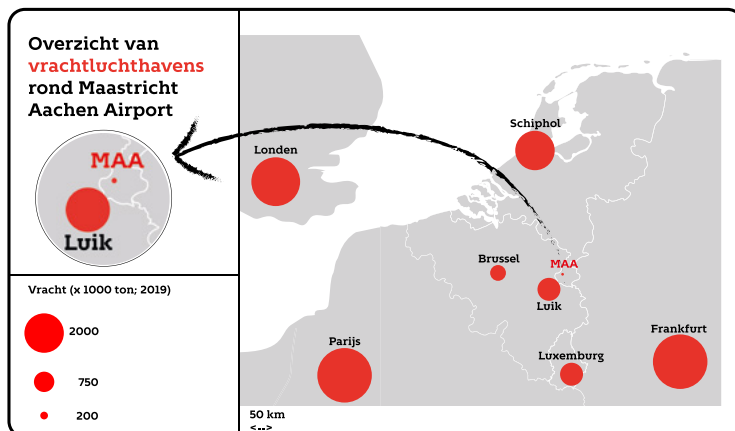 Overzicht van
vrachtluchthavens
rond Maastricht
Aachen Airport
MAA
Luik
Vracht (x 1000 ton; 2019)
2000
750
200
Schiphol
Londen
Brussel
MAA
Luik
Parijs
Luxemburg
Frankfurt
50 km
<-->